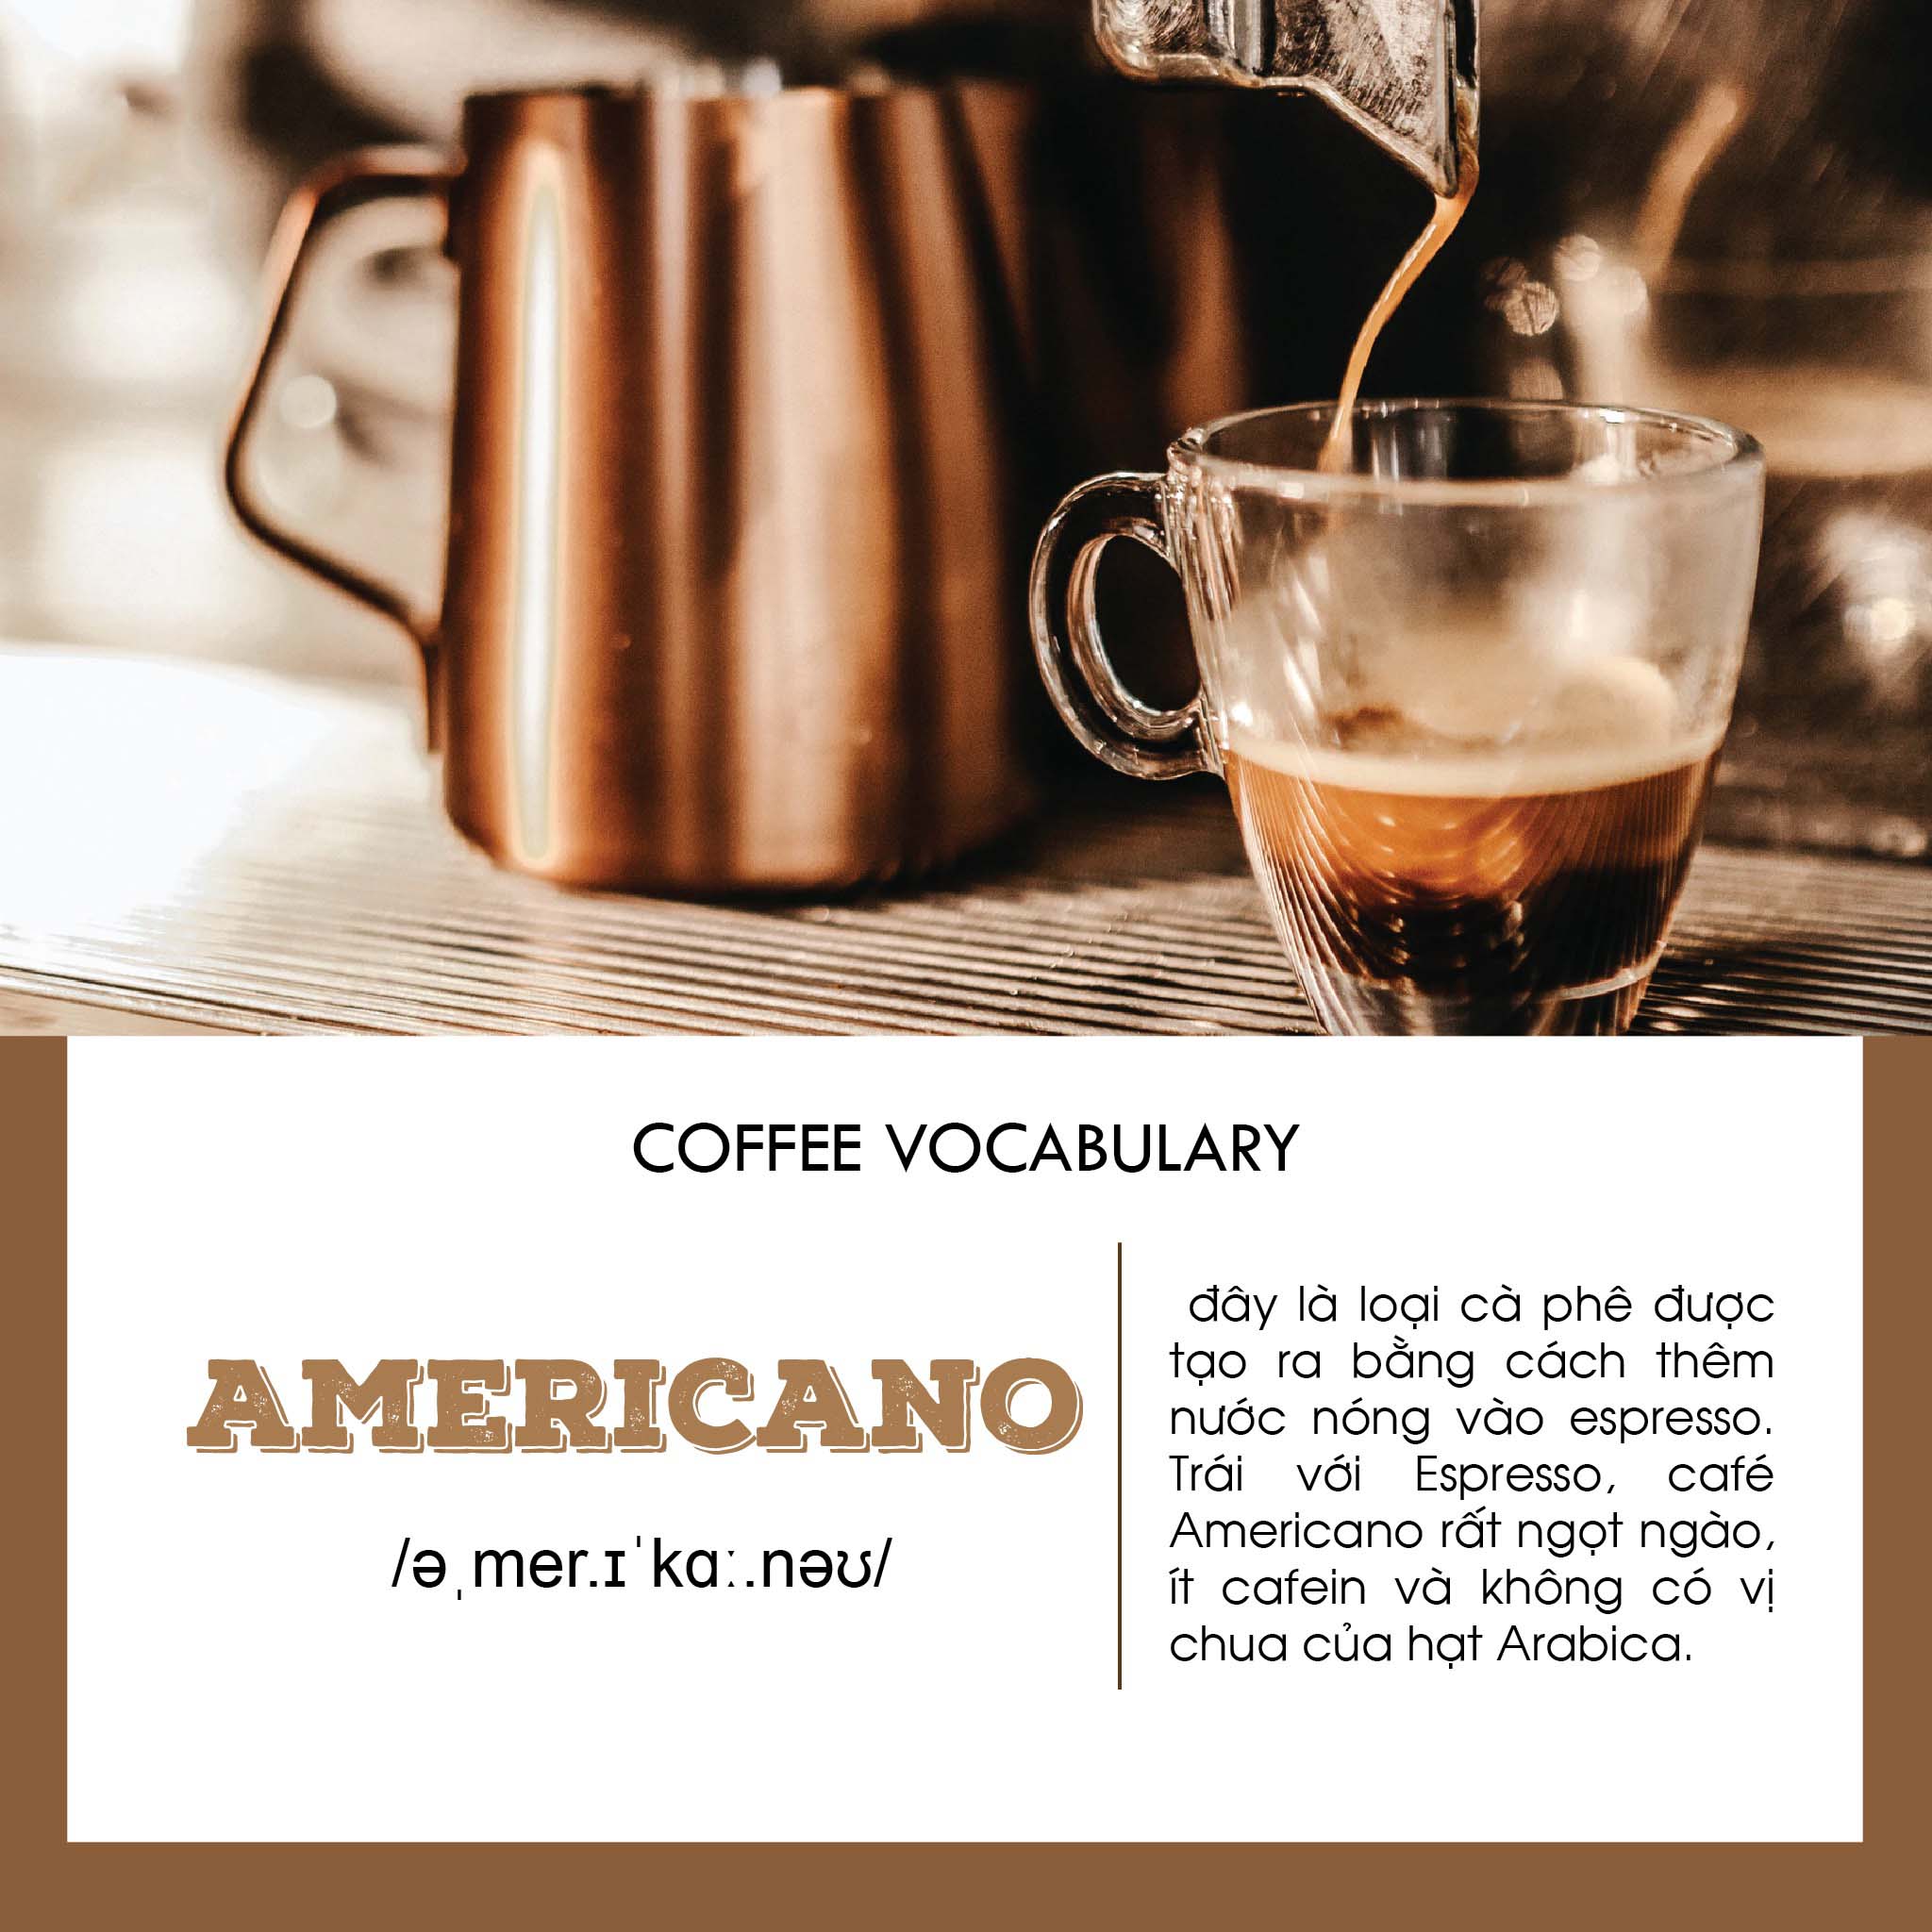 COFFEE VOCABULARY
AMERICANO
/əˌmer.ɪˈkɑː.nəʊ/
đây là loại cà phê được
tạo ra bằng cách thêm
nước nóng vào espresso.
Trái với Espresso, café
Americano rất ngọt ngào,
ít cafein và không có vị
chua của hạt Arabica.